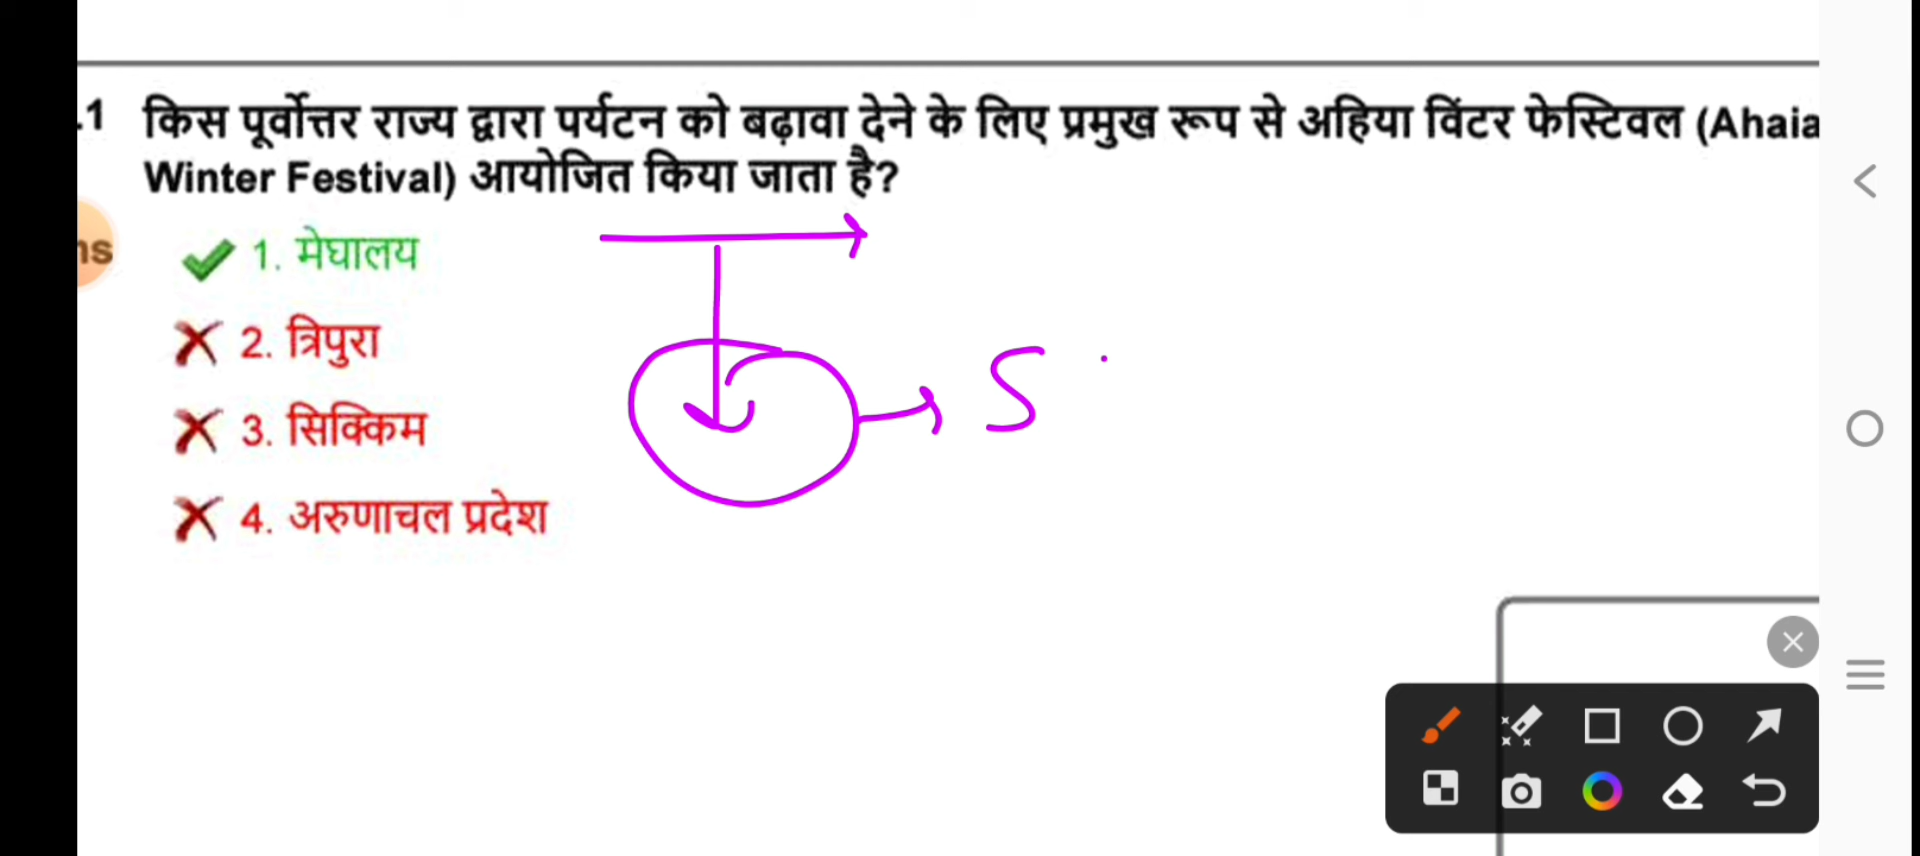 .1 किस पूर्वोत्तर राज्य द्वारा पर्यटन को बढ़ावा देने के लिए प्रमुख रूप से अहिया विंटर फेस्टिवल (Ahaia
Winter Festival) आयोजित किया जाता है?
ns
1. मेघालय
2. त्रिपुरा
3. सिक्किम
4. अरुणाचल प्रदेश
S